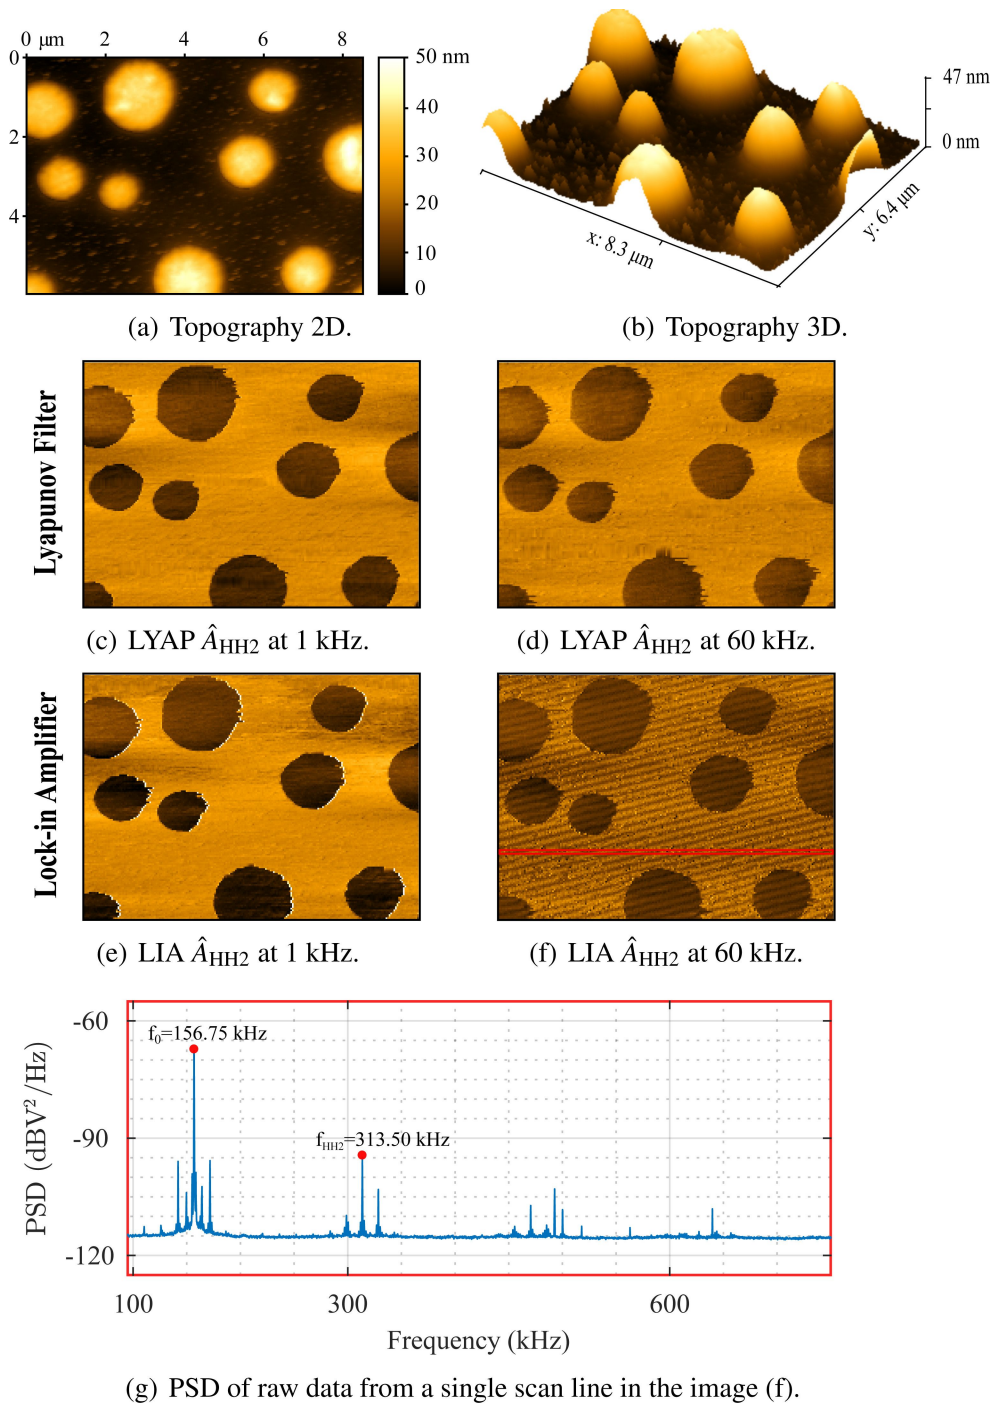 0 μm 2 4 6 8
0
2
4
50 nm
40
30
20
10
0
47 nm
0 nm
x: 8.3 μm
y: 6.4 μm
(a) Topography 2D.
(b) Topography 3D.
Lyapunov Filter
(c) LYAP Â_HH2 at 1 kHz.
(d) LYAP Â_HH2 at 60 kHz.
Lock-in Amplifier
(e) LIA Â_HH2 at 1 kHz.
(f) LIA Â_HH2 at 60 kHz.
PSD (dBV²/Hz)
-60
-90
-120
f₀=156.75 kHz
f_HH2=313.50 kHz
100 300 600
Frequency (kHz)
(g) PSD of raw data from a single scan line in the image (f).